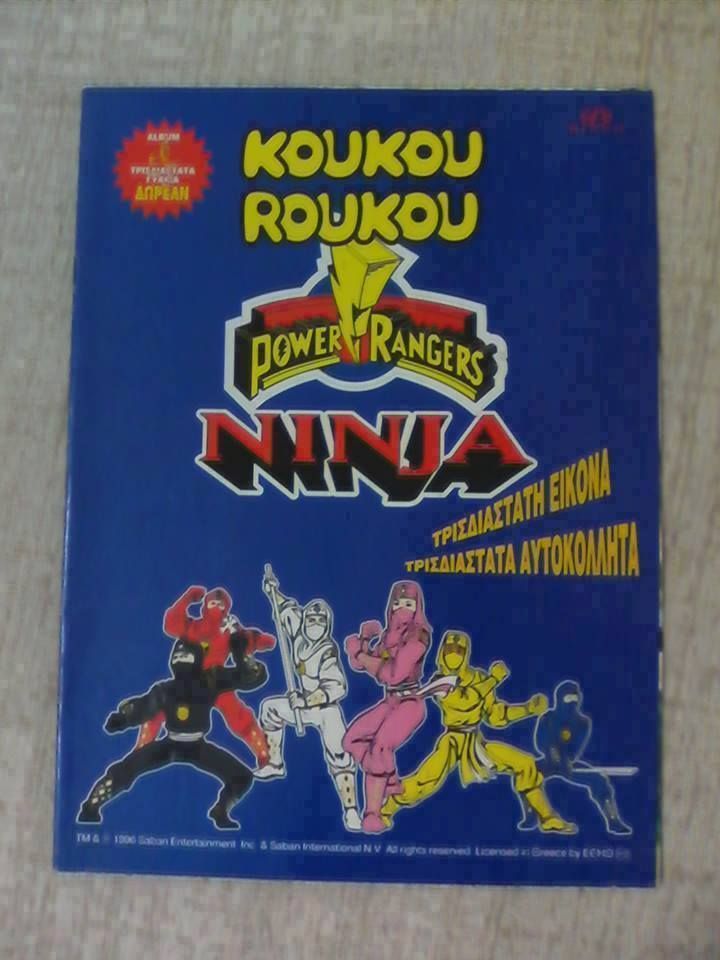 ALBUM
&
ΤΡΙΣΔΙΑΣΤΑΤΑ
ΓΥΑΛΙΑ
ΔΩΡΕΑΝ
KOUKOU
ROUKOU
POWER RANGERS
NINJA
ΤΡΙΣΔΙΑΣΤΑΤΗ ΕΙΚΟΝΑ
ΤΡΙΣΔΙΑΣΤΑΤΑ ΑΥΤΟΚΟΛΛΗΤΑ
TM & © 1996 Saban Entertainment Inc. & Saban International N.V. All rights reserved. Licensed in Greece by